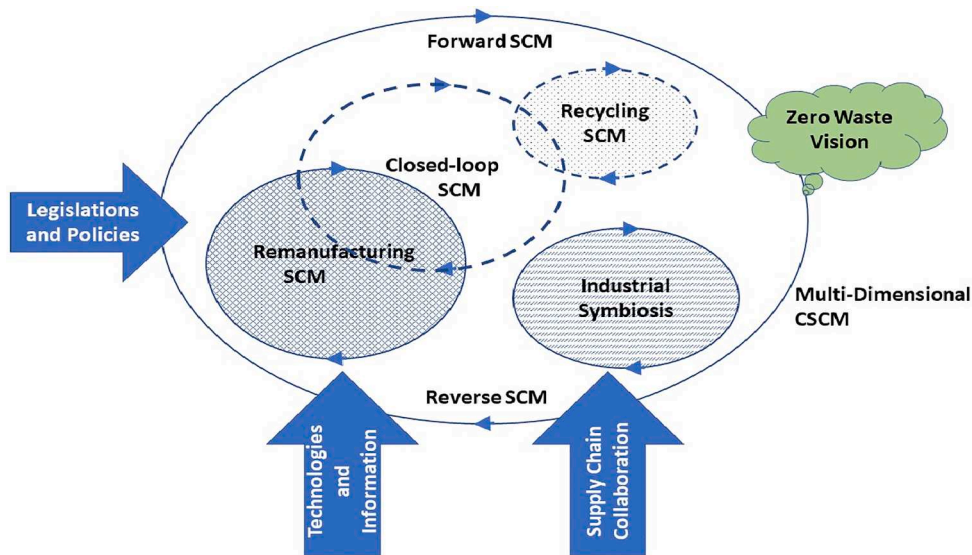 Forward SCM
Recycling
SCM
Zero Waste
Vision
Closed-loop
SCM
Legislations
and Policies
Remanufacturing
SCM
Industrial
Symbiosis
Multi-Dimensional
CSCM
Reverse SCM
Technologies
and
Information
Supply Chain
Collaboration